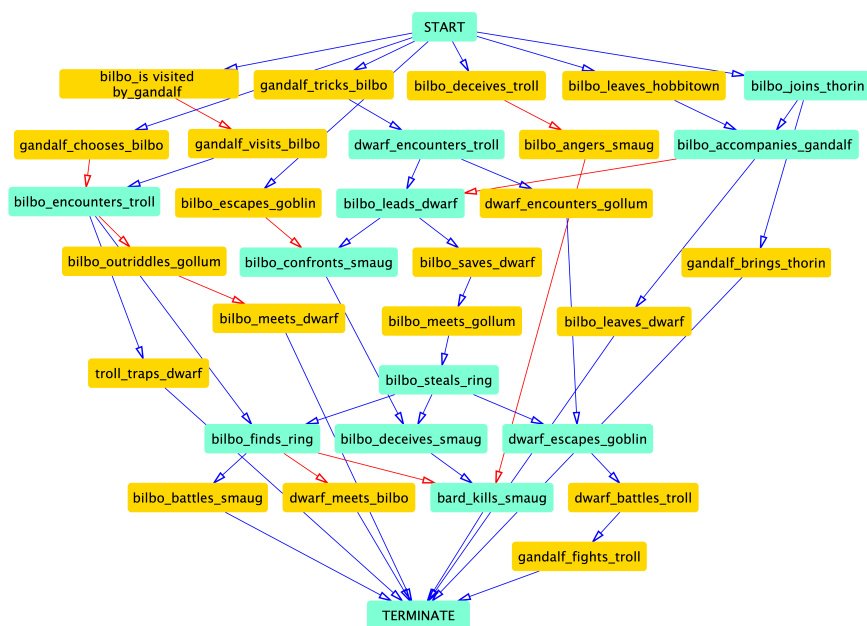 START
bilbo_is visited
by_gandalf
gandalf_tricks_bilbo
bilbo_deceives_troll
bilbo_leaves_hobbitown
bilbo_joins_thorin
gandalf_chooses_bilbo
gandalf_visits_bilbo
dwarf_encounters_troll
bilbo_angers_smaug
bilbo_accompanies_gandalf
bilbo_encounters_troll
bilbo_escapes_goblin
bilbo_leads_dwarf
dwarf_encounters_gollum
bilbo_outriddles_gollum
bilbo_confronts_smaug
bilbo_saves_dwarf
gandalf_brings_thorin
bilbo_meets_dwarf
bilbo_meets_gollum
bilbo_leaves_dwarf
troll_traps_dwarf
bilbo_steals_ring
bilbo_finds_ring
bilbo_deceives_smaug
dwarf_escapes_goblin
bilbo_battles_smaug
dwarf_meets_bilbo
bard_kills_smaug
dwarf_battles_troll
gandalf_fights_troll
TERMINATE